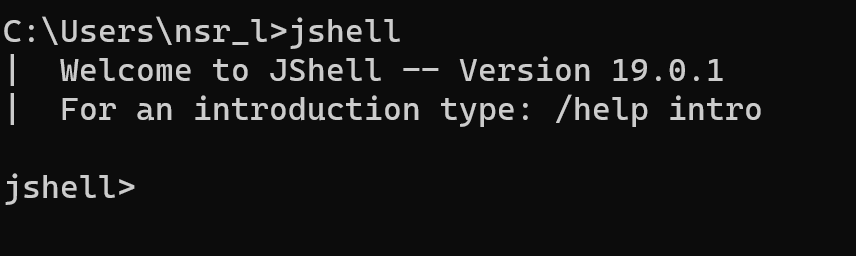 C:\Users\nsr_l>jshell
|  Welcome to JShell -- Version 19.0.1
|  For an introduction type: /help intro
jshell>